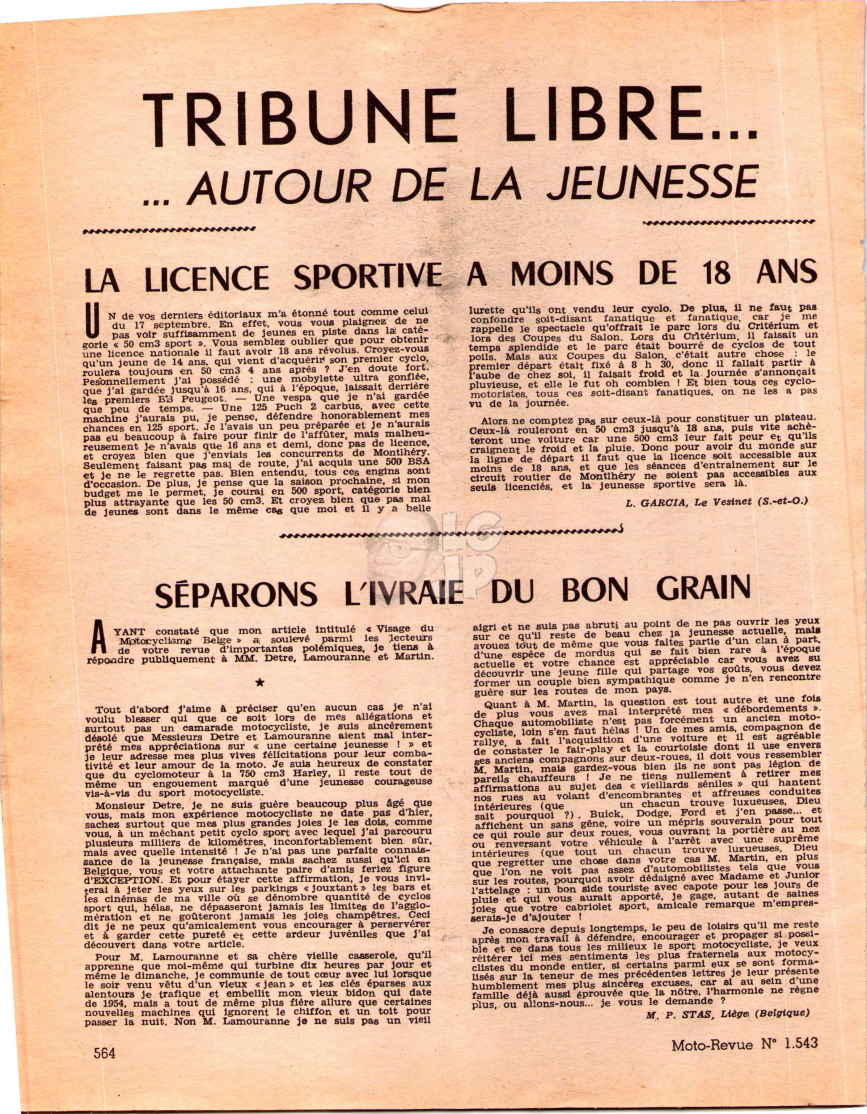 TRIBUNE LIBRE...
... AUTOUR DE LA JEUNESSE
LA LICENCE SPORTIVE A MOINS DE 18 ANS
UN de vos derniers éditoriaux m'a étonné tout comme celui
du 17 septembre. En effet, vous vous plaignez de ne
pas voir suffisamment de jeunes en piste dans la caté-
gorie « 50 cm3 sport ». Vous semblez oublier que pour obtenir
une licence nationale il faut avoir 18 ans révolus. Croyez-vous
qu'un jeune de 14 ans, qui vient d'acquérir son premier cyclo,
roulera toujours en 50 cm3 4 ans après ? J'en doute fort.
Pesonnellement j'ai possédé : une mobylette ultra gonflée,
que j'ai gardée jusqu'à 16 ans, qui à l'époque, laissait derrière
les premiers BB Peugeot. — Une vespa que je n'ai gardée
que peu de temps. — Une 125 Puch 2 carbus, avec cette
machine j'aurais pu, je pense, défendre honorablement mes
chances en 125 sport. Je l'avais un peu préparée et je n'aurais
pas eu beaucoup à faire pour finir de l'affûter, mais malheu-
reusement je n'avais que 16 ans et demi, donc pas de licence,
et croyez bien que j'enviais les concurrents de Montlhéry.
Seulement faisant pas mal de route, j'ai acquis une 500 BSA
et je ne le regrette pas. Bien entendu, tous ces engins sont
d'occasion. De plus, je pense que la saison prochaine, si mon
budget me le permet, je courai en 500 sport, catégorie bien
plus attrayante que les 50 cm3. Et croyez bien que pas mal
de jeunes sont dans le même cas que moi et il y a belle
lurette qu'ils ont vendu leur cyclo. De plus, il ne faut pas
confondre soit-disant fanatique et fanatique, car je me
rappelle le spectacle qu'offrait le parc lors du Critérium et
lors des Coupes du Salon. Lors du Critérium, il faisait un
temps splendide et le parc était bourré de cyclos de tout
poils. Mais aux Coupes du Salon, c'était autre chose : le
premier départ était fixé à 8 h 30, donc il fallait partir à
l'aube de chez soi, il faisait froid et la journée s'annonçait
pluvieuse, et elle le fut oh combien ! Et bien tous ces cyclo-
motoristes, tous ces soit-disant fanatiques, on ne les a pas
vu de la journée.
Alors ne comptez pas sur ceux-là pour constituer un plateau.
Ceux-là rouleront en 50 cm3 jusqu'à 18 ans, puis vite achè-
teront une voiture car une 500 cm3 leur fait peur et qu'ils
craignent le froid et la pluie. Donc pour avoir du monde sur
la ligne de départ il faut que la licence soit accessible aux
moins de 18 ans, et que les séances d'entraînement sur le
circuit routier de Montlhéry ne soient pas accessibles aux
seuls licenciés, et la jeunesse sportive sera là.
L. GARCIA, Le Vesinet (S.-et-O.)
SÉPARONS L'IVRAIE DU BON GRAIN
AYANT constaté que mon article intitulé « Visage du
Motocyclisme Belge » a soulevé parmi les lecteurs
de votre revue d'importantes polémiques, je tiens à
répondre publiquement à MM. Detre, Lamouranne et Martin.
★
Tout d'abord j'aime à préciser qu'en aucun cas je n'ai
voulu blesser qui que ce soit lors de mes allégations et
surtout pas un camarade motocycliste, je suis sincèrement
désolé que Messieurs Detre et Lamouranne aient mal inter-
prété mes appréciations sur « une certaine jeunesse ! » et
je leur adresse mes plus vives félicitations pour leur comba-
tivité et leur amour de la moto. Je suis heureux de constater
que du cyclomoteur à la 750 cm3 Harley, il reste tout de
même un engouement marqué d'une jeunesse courageuse
vis-à-vis du sport motocycliste.
Monsieur Detre, je ne suis guère beaucoup plus âgé que
vous, mais mon expérience motocycliste ne date pas d'hier,
sachez surtout que mes plus grandes joies je les dois, comme
vous, à un méchant petit cyclo sport avec lequel j'ai parcouru
plusieurs milliers de kilomètres, inconfortablement bien sûr,
mais avec quelle intensité ! Je n'ai pas une parfaite connais-
sance de la jeunesse française, mais sachez aussi qu'ici en
Belgique, vous et votre attachante paire d'amis feriez figure
d'EXCEPTION. Et pour étayer cette affirmation, je vous invi-
terai à jeter les yeux sur les parkings « jouxtant » les bars et
les cinémas de ma ville où se dénombre quantité de cyclos
sport qui, hélas, ne dépasseront jamais les limites de l'agglo-
mération et ne goûteront jamais les joies champêtres. Ceci
dit je ne peux qu'amicalement vous encourager à perservérer
et à garder cette pureté et cette ardeur juvéniles que j'ai
découvert dans votre article.
Pour M. Lamouranne et sa chère vieille casserole, qu'il
apprenne que moi-même qui turbine dix heures par jour et
même le dimanche, je communie de tout cœur avec lui lorsque
le soir venu vêtu d'un vieux « jean » et les clés éparses aux
alentours je trafique et embellit mon vieux bidon qui date
de 1954, mais a tout de même plus fière allure que certaines
nouvelles machines qui ignorent le chiffon et un toit pour
passer la nuit. Non M. Lamouranne je ne suis pas un vieil
aigri et ne suis pas abruti au point de ne pas ouvrir les yeux
sur ce qu'il reste de beau chez la jeunesse actuelle, mais
avouez tout de même que vous faites partie d'un clan à part,
d'une espèce de mordus qui se fait bien rare à l'époque
actuelle et votre chance est appréciable car vous avez su
découvrir une jeune fille qui partage vos goûts, vous devez
former un couple bien sympathique comme je n'en rencontre
guère sur les routes de mon pays.
Quant à M. Martin, la question est tout autre et une fois
de plus vous avez mal interprété mes « débordements ».
Chaque automobiliste n'est pas forcément un ancien moto-
cycliste, loin s'en faut hélas ! Un de mes amis, compagnon de
rallye, a fait l'acquisition d'une voiture et il est agréable
de constater le fair-play et la courtoisie dont il use envers
ses anciens compagnons sur deux-roues, il doit vous ressembler
M. Martin, mais gardez-vous bien ils ne sont pas légion de
pareils chauffeurs ! Je ne tiens nullement à retirer mes
affirmations au sujet des « vieillards séniles » qui hantent
nos rues au volant d'encombrantes et affreuses conduites
intérieures (que un chacun trouve luxueuses, Dieu
sait pourquoi ?). Buick, Dodge, Ford et j'en passe... et
affichent un sans gêne, voire un mépris souverain pour tout
ce qui roule sur deux roues, vous ouvrant la portière au nez
ou renversant votre véhicule à l'arrêt avec une suprême
intérieures (que tout un chacun trouve luxueuses, Dieu
que regretter une chose dans votre cas M. Martin, en plus
que l'on ne voit pas assez d'automobilistes tels que vous
sur les routes, pourquoi avoir dédaigné avec Madame et Junior
l'attelage : un bon side touriste avec capote pour les jours de
pluie et qui vous aurait apporté, je gage, autant de saines
joies que votre cabriolet sport, amicale remarque m'empres-
serais-je d'ajouter !
Je consacre depuis longtemps, le peu de loisirs qu'il me reste
après mon travail à défendre, encourager et propager si possi-
ble et ce dans tous les milieux le sport motocycliste, je veux
réitérer ici mes sentiments les plus fraternels aux motocy-
clistes du monde entier, si certains parmi eux se sont forma-
lisés sur la teneur de mes précédentes lettres je leur présente
humblement mes plus sincères excuses, car si au sein d'une
famille déjà aussi éprouvée que la nôtre, l'harmonie ne règne
plus, ou allons-nous... je vous le demande ?
M. P. STAS, Liége (Belgique)
564
Moto-Revue N° 1.543